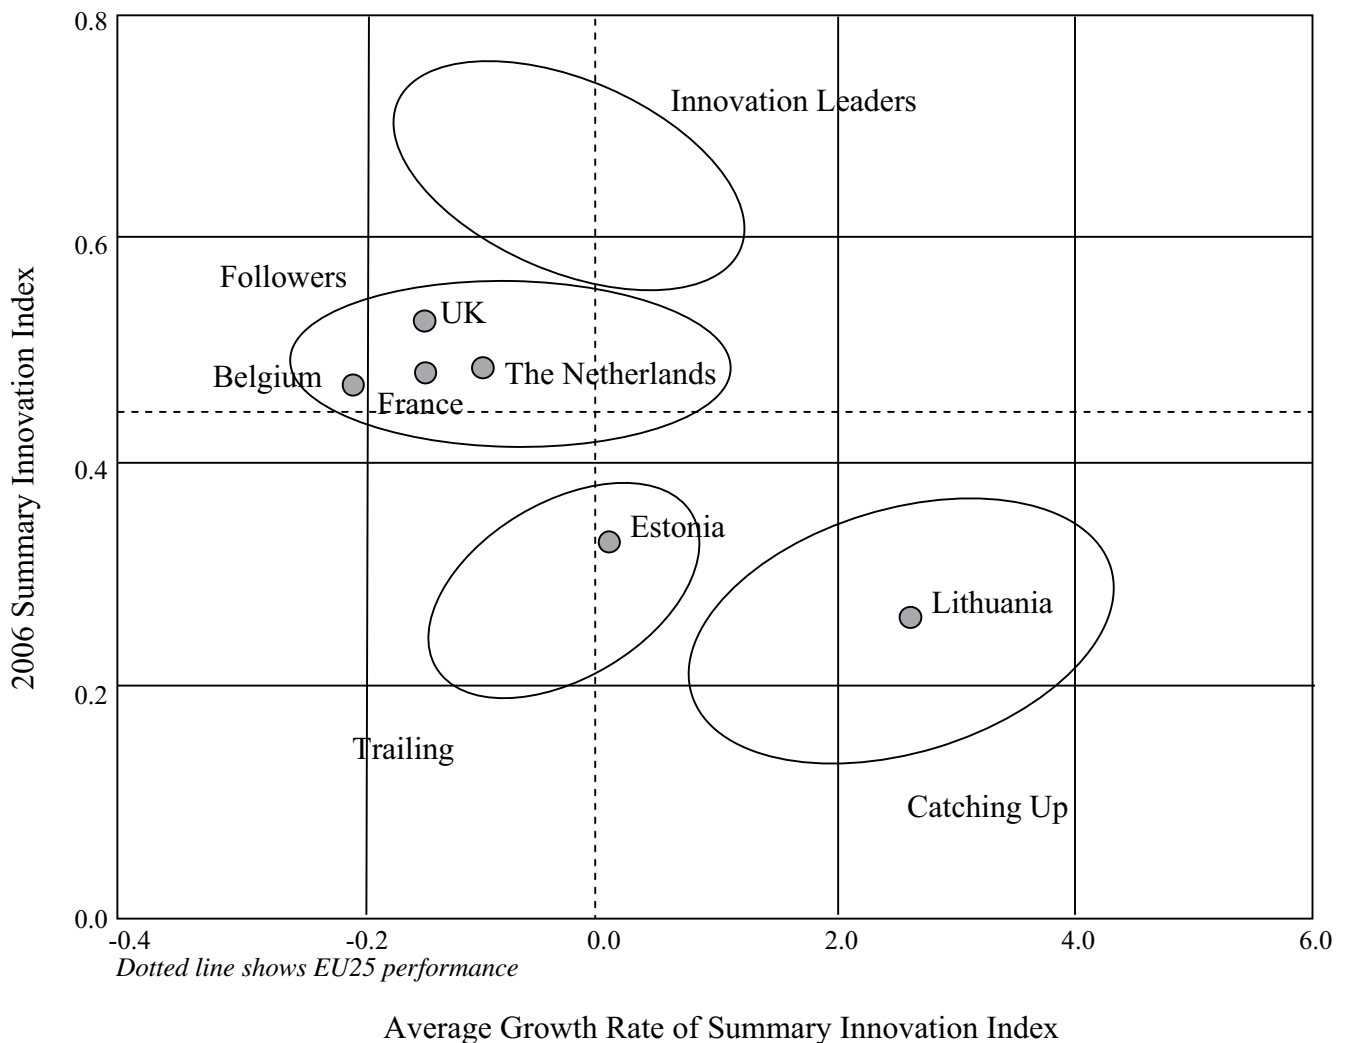 0.8
Innovation Leaders
0.6
Followers
UK
Belgium
The Netherlands
France
0.4
Estonia
Lithuania
0.2
Trailing
Catching Up
0.0
-0.4 -0.2 0.0 2.0 4.0 6.0
Dotted line shows EU25 performance
Average Growth Rate of Summary Innovation Index
2006 Summary Innovation Index